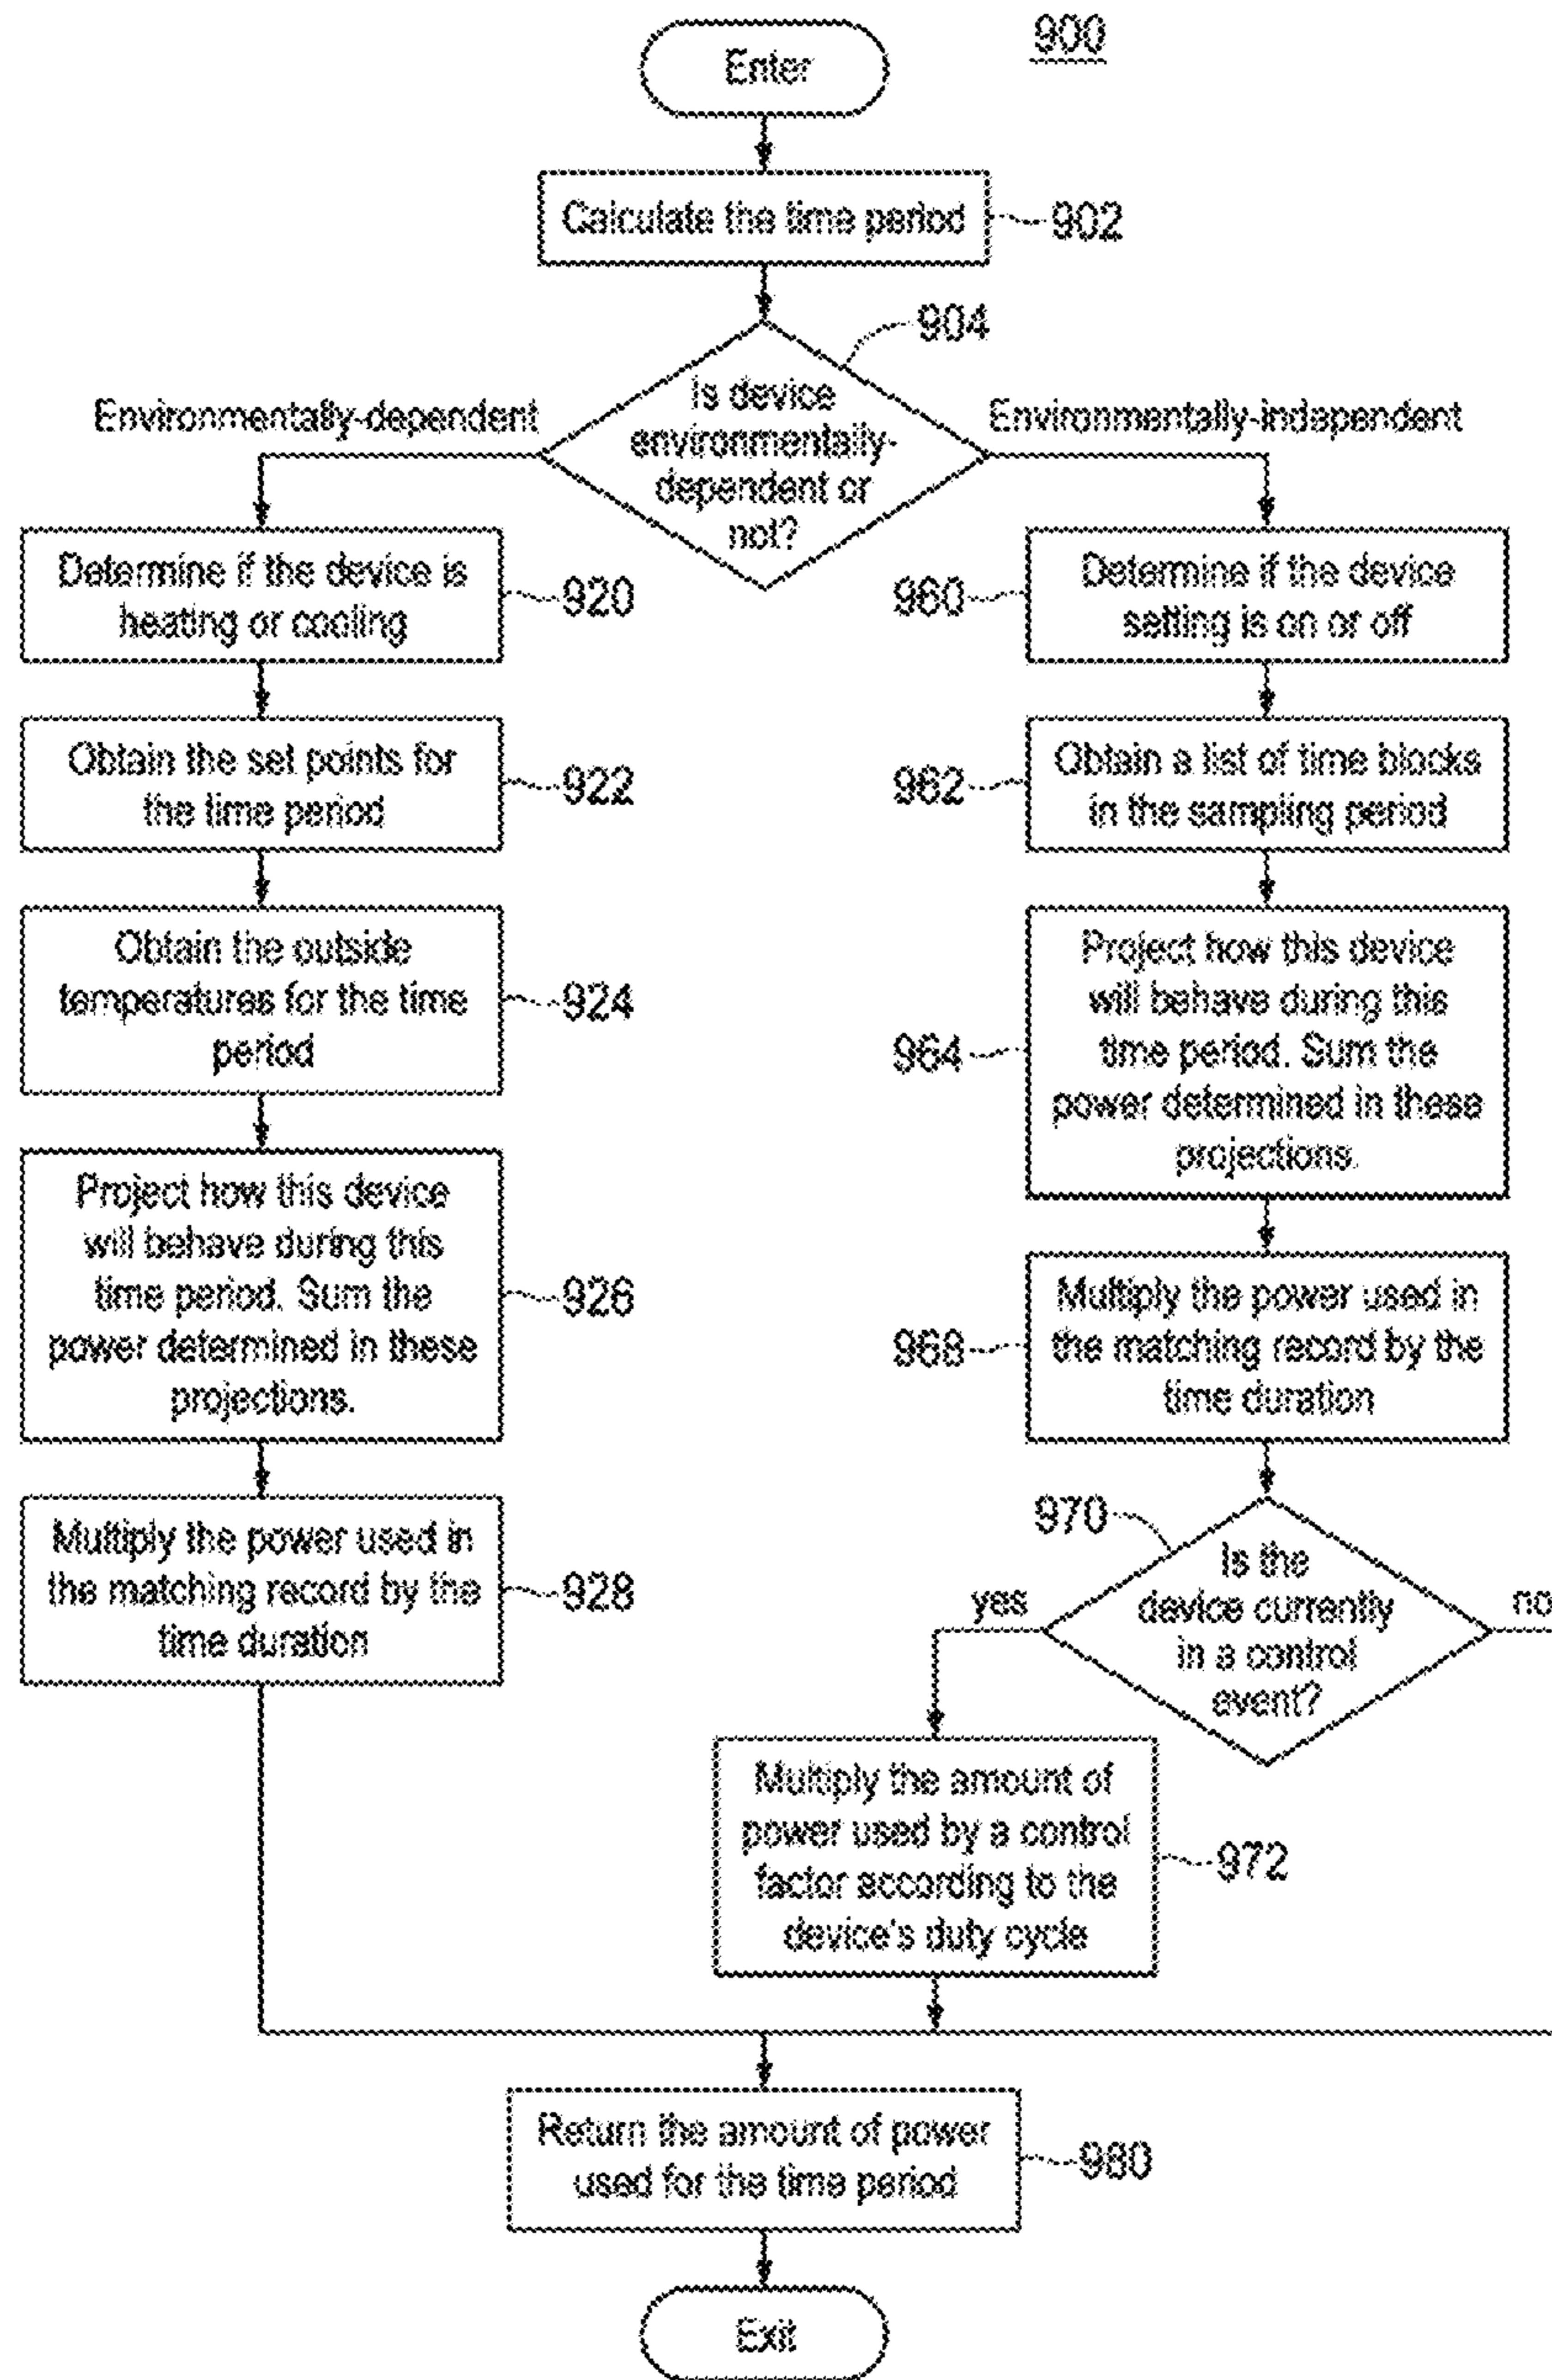 900
Enter
Calculate the time period
902
904
Is device
environmentally-
dependent or
not?
Environmentally-dependent
Environmentally-independent
Determine if the device is
heating or cooling
920
Obtain the set points for
the time period
922
Obtain the outside
temperatures for the time
period
924
Project how this device
will behave during this
time period. Sum the
power determined in these
projections.
926
Multiply the power used in
the matching record by the
time duration
928
960
Determine if the device
setting is on or off
962
Obtain a list of time blocks
in the sampling period
964
Project how this device
will behave during this
time period. Sum the
power determined in these
projections.
968
Multiply the power used in
the matching record by the
time duration
970
Is the
device currently
in a control
event?
yes
no
Multiply the amount of
power used by a control
factor according to the
device's duty cycle
972
Return the amount of power
used for the time period
980
Exit